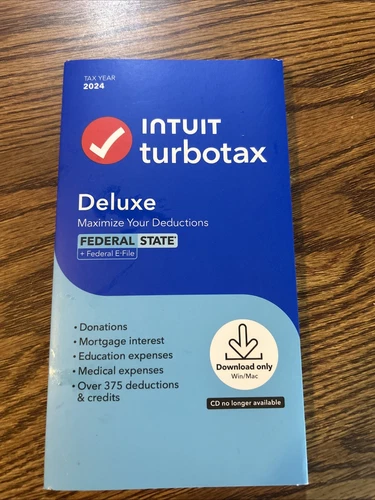 TAX YEAR
2024
INTUIT
turbotax
Deluxe
Maximize Your Deductions
FEDERAL STATE*
+ Federal E-File
• Donations
• Mortgage interest
• Education expenses
• Medical expenses
• Over 375 deductions
& credits
Download only
Win/Mac
CD no longer available